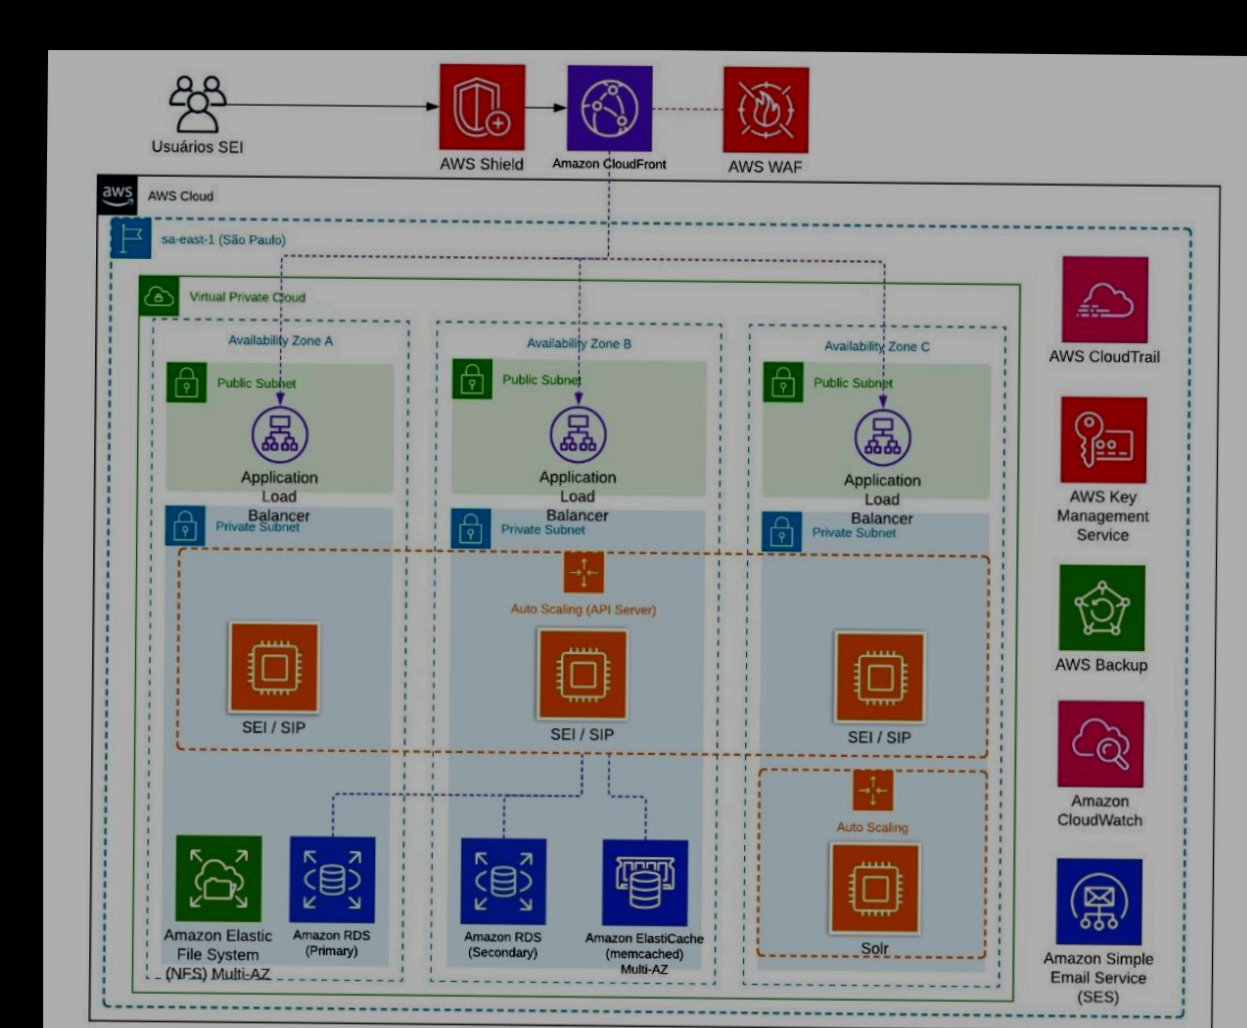 Usuários SEI
AWS Shield
Amazon CloudFront
AWS WAF
aws
AWS Cloud
sa-east-1 (São Paulo)
Virtual Private Cloud
Availability Zone A
Availability Zone B
Availability Zone C
Public Subnet
Public Subnet
Public Subnet
Application
Load
Balancer
Application
Load
Balancer
Application
Load
Balancer
Private Subnet
Private Subnet
Private Subnet
Auto Scaling (API Server)
SEI / SIP
SEI / SIP
SEI / SIP
Auto Scaling
Solr
Amazon Elastic
File System
(NFS) Multi-AZ
Amazon RDS
(Primary)
Amazon RDS
(Secondary)
Amazon ElastiCache
(memcached)
Multi-AZ
AWS CloudTrail
AWS Key
Management
Service
AWS Backup
Amazon
CloudWatch
Amazon Simple
Email Service
(SES)